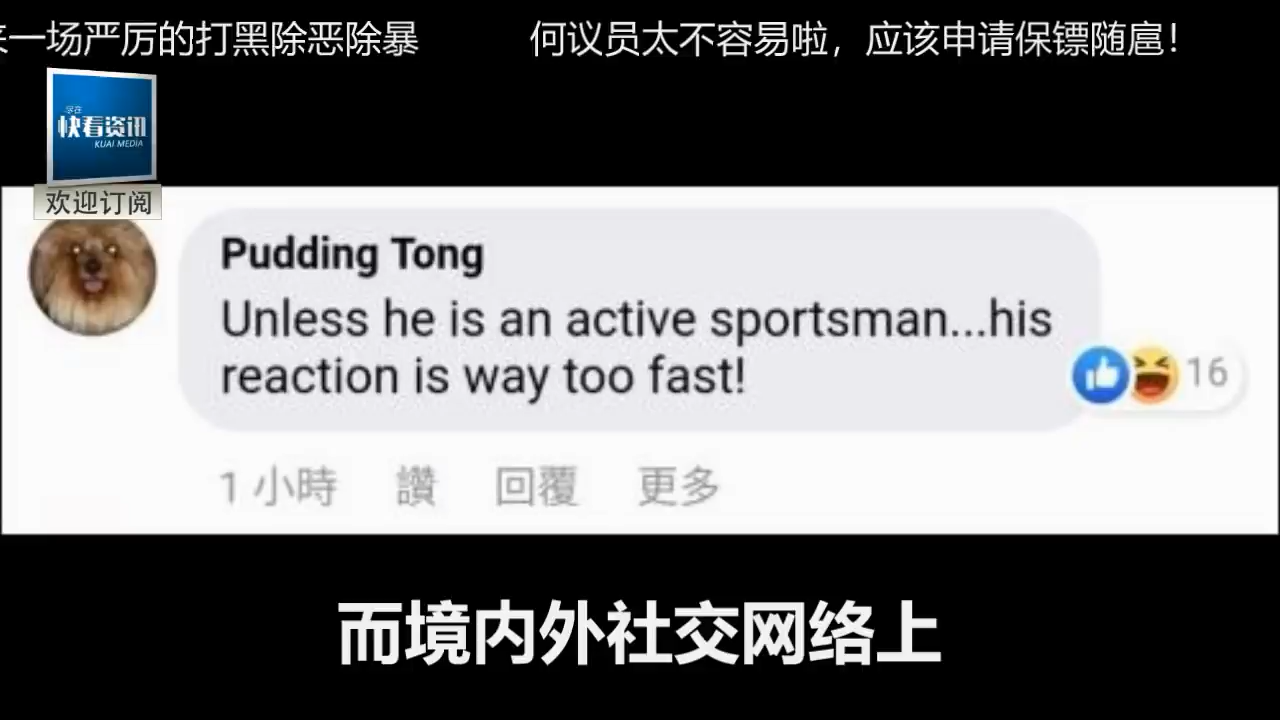 一场严厉的打黑除恶除暴 何议员太不容易啦，应该申请保镖随扈！
尽在
快看资讯
KUAI MEDIA
欢迎订阅
Pudding Tong
Unless he is an active sportsman...his
reaction is way too fast!
16
1 小時 讚 回覆 更多
而境内外社交网络上